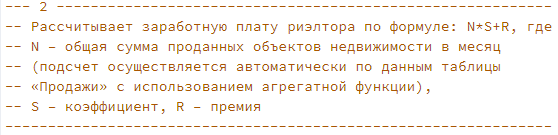 --- 2 -------------------------------------------------------------
-- Рассчитывает заработную плату риэлтора по формуле: N*S+R, где
-- N – общая сумма проданных объектов недвижимости в месяц
-- (подсчет осуществляется автоматически по данным таблицы
-- «Продажи» с использованием агрегатной функции),
-- S – коэффициент, R – премия
-------------------------------------------------------------------